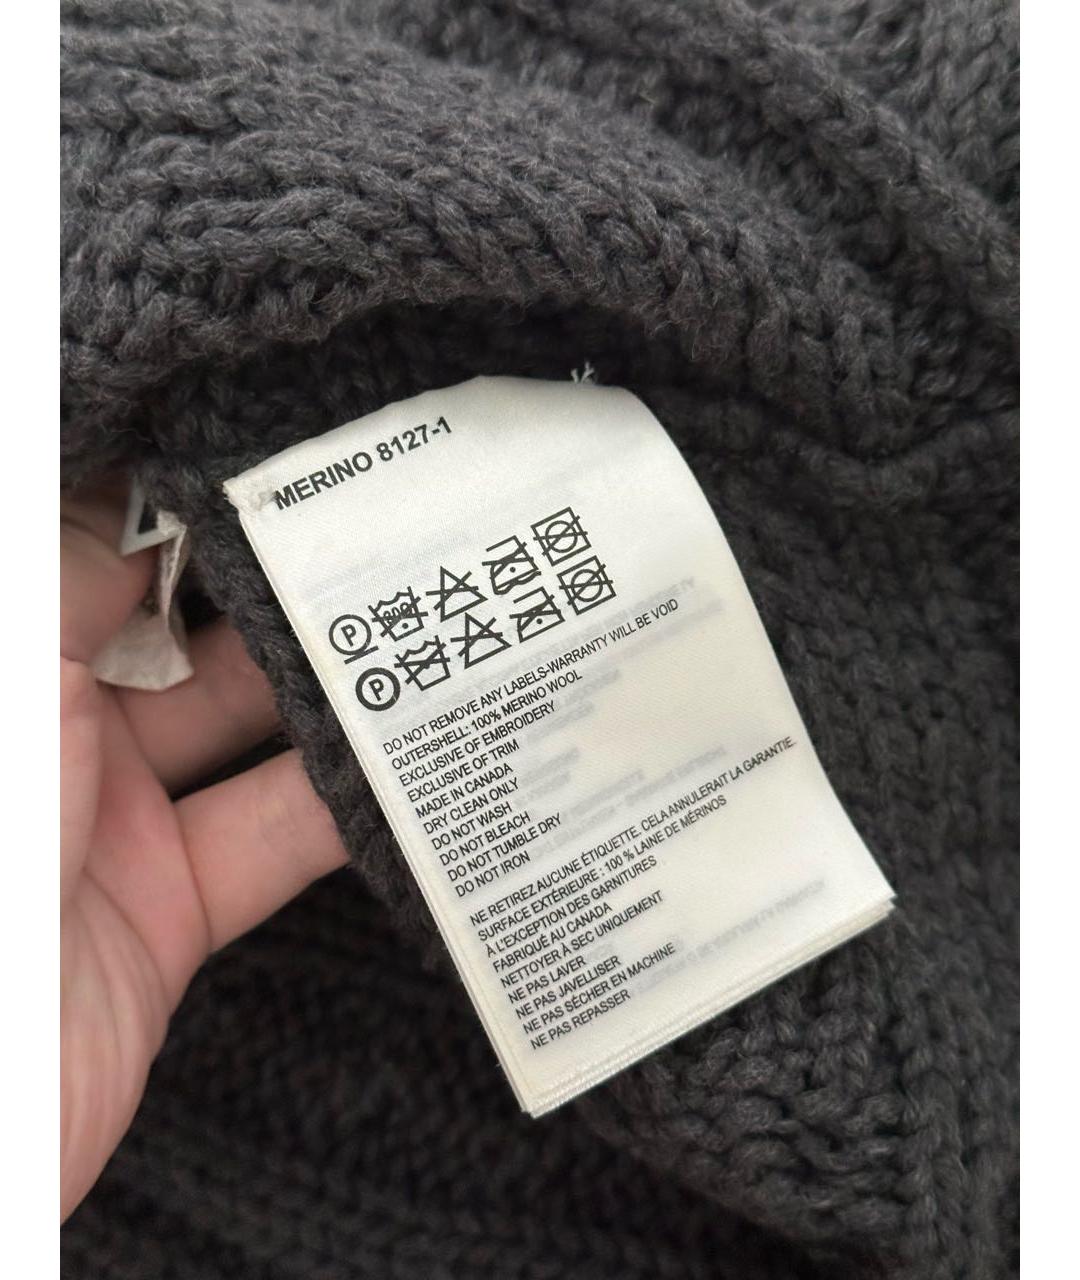 MERINO 8127-1
P
P
DO NOT REMOVE ANY LABELS-WARRANTY WILL BE VOID
OUTERSHELL: 100% MERINO WOOL
EXCLUSIVE OF EMBROIDERY
EXCLUSIVE OF TRIM
MADE IN CANADA
DRY CLEAN ONLY
DO NOT WASH
DO NOT BLEACH
DO NOT TUMBLE DRY
DO NOT IRON
NE RETIREZ AUCUNE ÉTIQUETTE. CELA ANNULERAIT LA GARANTIE.
SURFACE EXTÉRIEURE : 100 % LAINE DE MÉRINOS
À L'EXCEPTION DES GARNITURES
FABRIQUÉ AU CANADA
NETTOYER À SEC UNIQUEMENT
NE PAS LAVER
NE PAS JAVELLISER
NE PAS SÉCHER EN MACHINE
NE PAS REPASSER